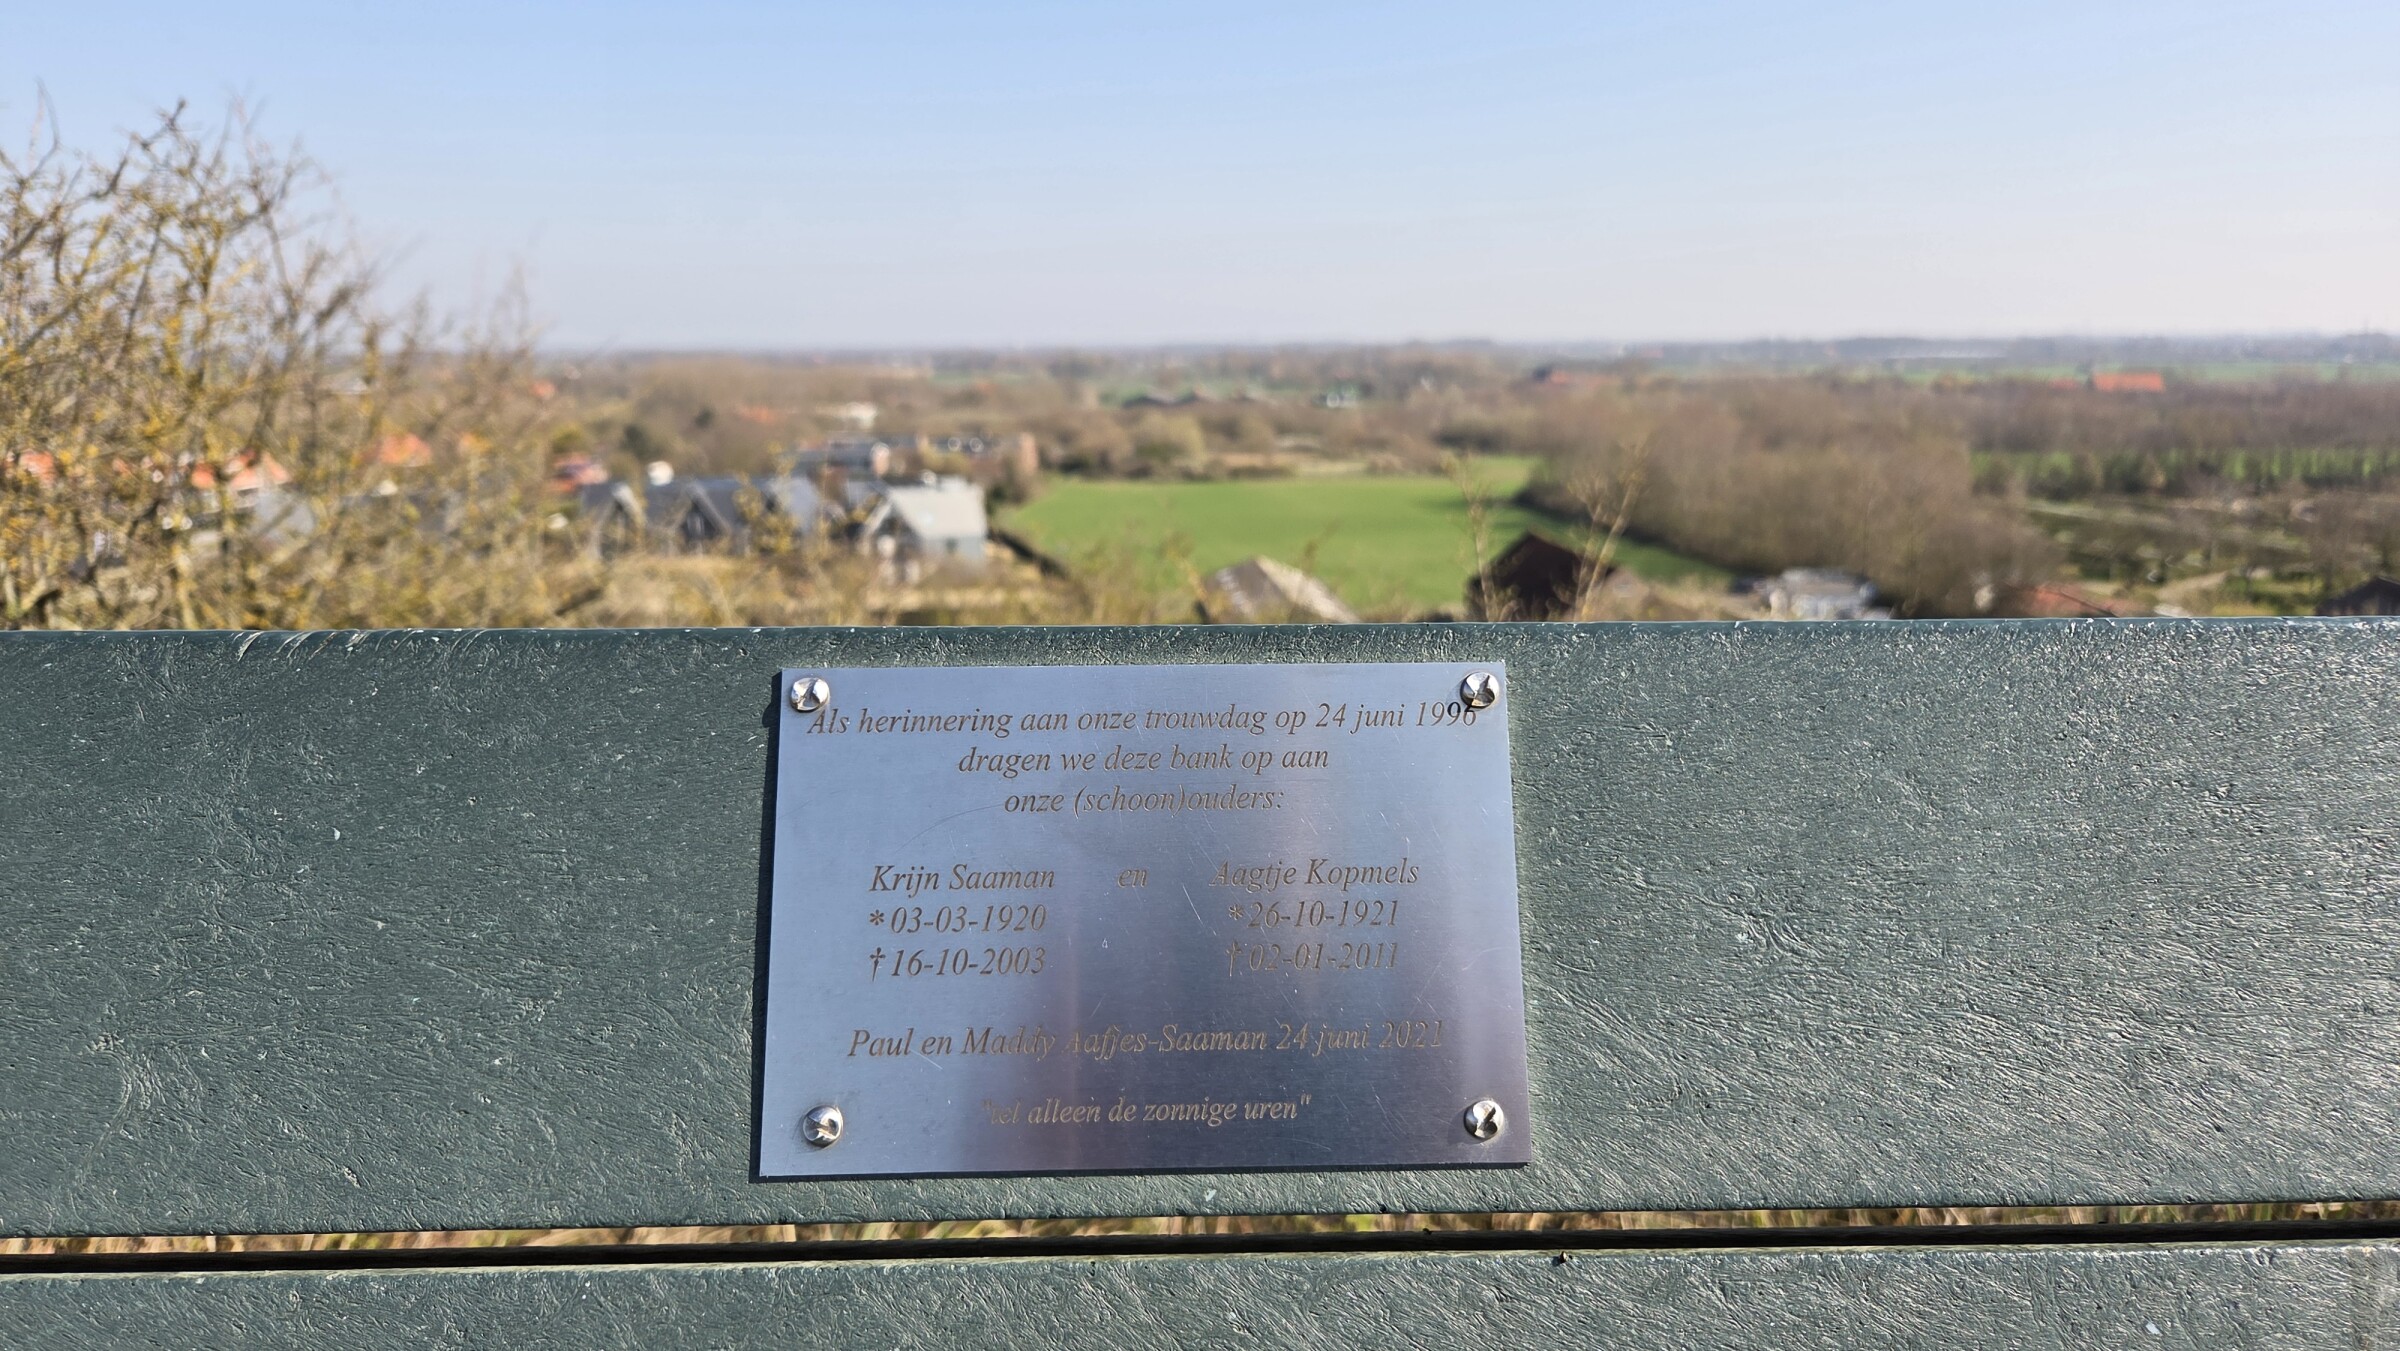 Als herinnering aan onze trouwdag op 24 juni 1996
dragen we deze bank op aan
onze (schoon)ouders:
Krijn Saaman en Aagtje Kopmels
*03-03-1920 *26-10-1921
†16-10-2003 †02-01-2011
Paul en Maddy Aafjes-Saaman 24 juni 2021
"tel alleen de zonnige uren"